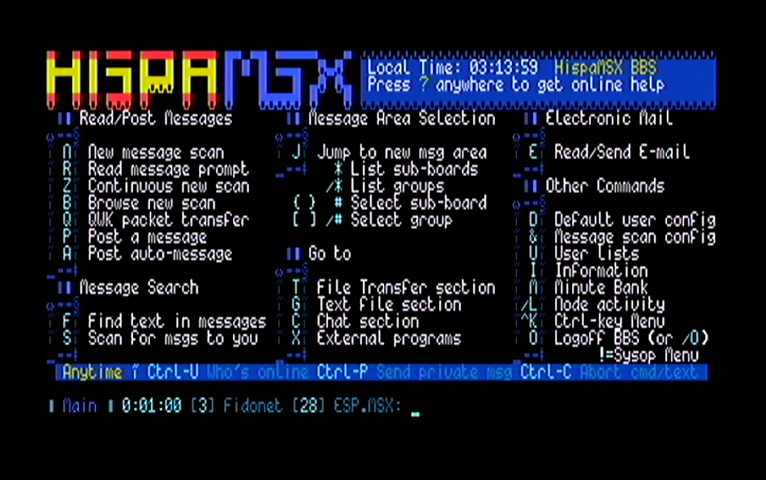 HISPAMSX
Local Time: 03:13:59 HispaMSX BBS
Press ? anywhere to get online help
Read/Post Messages
N New message scan
R Read message prompt
Z Continuous new scan
B Browse new scan
Q QWK packet transfer
P Post a message
A Post auto-message
Message Search
F Find text in messages
S Scan for msgs to you
Message Area Selection
J Jump to new msg area
* List sub-boards
/* List groups
{ } # Select sub-board
[ ] /# Select group
Go to
T File Transfer section
G Text file section
C Chat section
X External programs
Electronic Mail
E Read/Send E-mail
Other Commands
D Default user config
& Message scan config
U User lists
I Information
M Minute Bank
/L Node activity
^K Ctrl-key Menu
O Logoff BBS (or /O)
!=Sysop Menu
Anytime ~ Ctrl-U Who's online Ctrl-P Send private msg Ctrl-C Abort cmd/text
Main 0:01:00 [3] Fidonet [28] ESP.MSX: _